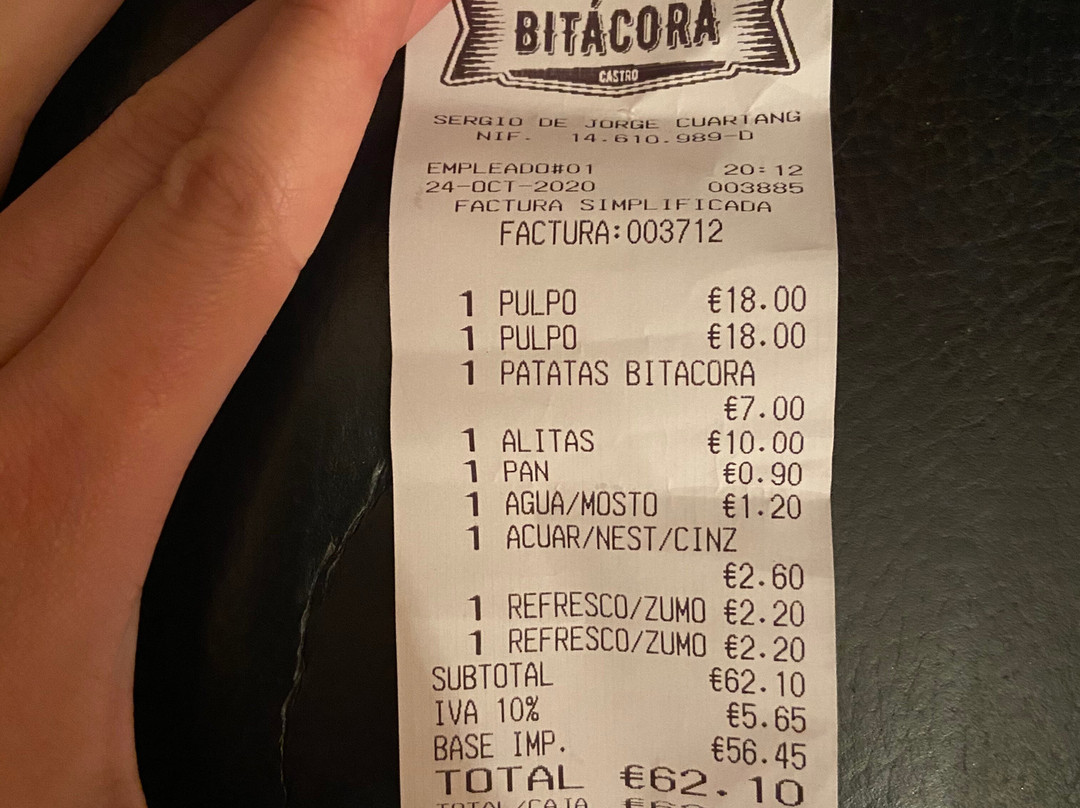 BITÁCORA
CASTRO
SERGIO DE JORGE CUARTANG
NIF. 14.610.989-D
EMPLEADO#01 20:12
24-OCT-2020 003885
FACTURA SIMPLIFICADA
FACTURA:003712
1 PULPO €18.00
1 PULPO €18.00
1 PATATAS BITACORA
€7.00
1 ALITAS €10.00
1 PAN €0.90
1 AGUA/MOSTO €1.20
1 ACUAR/NEST/CINZ
€2.60
1 REFRESCO/ZUMO €2.20
1 REFRESCO/ZUMO €2.20
SUBTOTAL €62.10
IVA 10% €5.65
BASE IMP. €56.45
TOTAL €62.10
TOTAL/CAJA